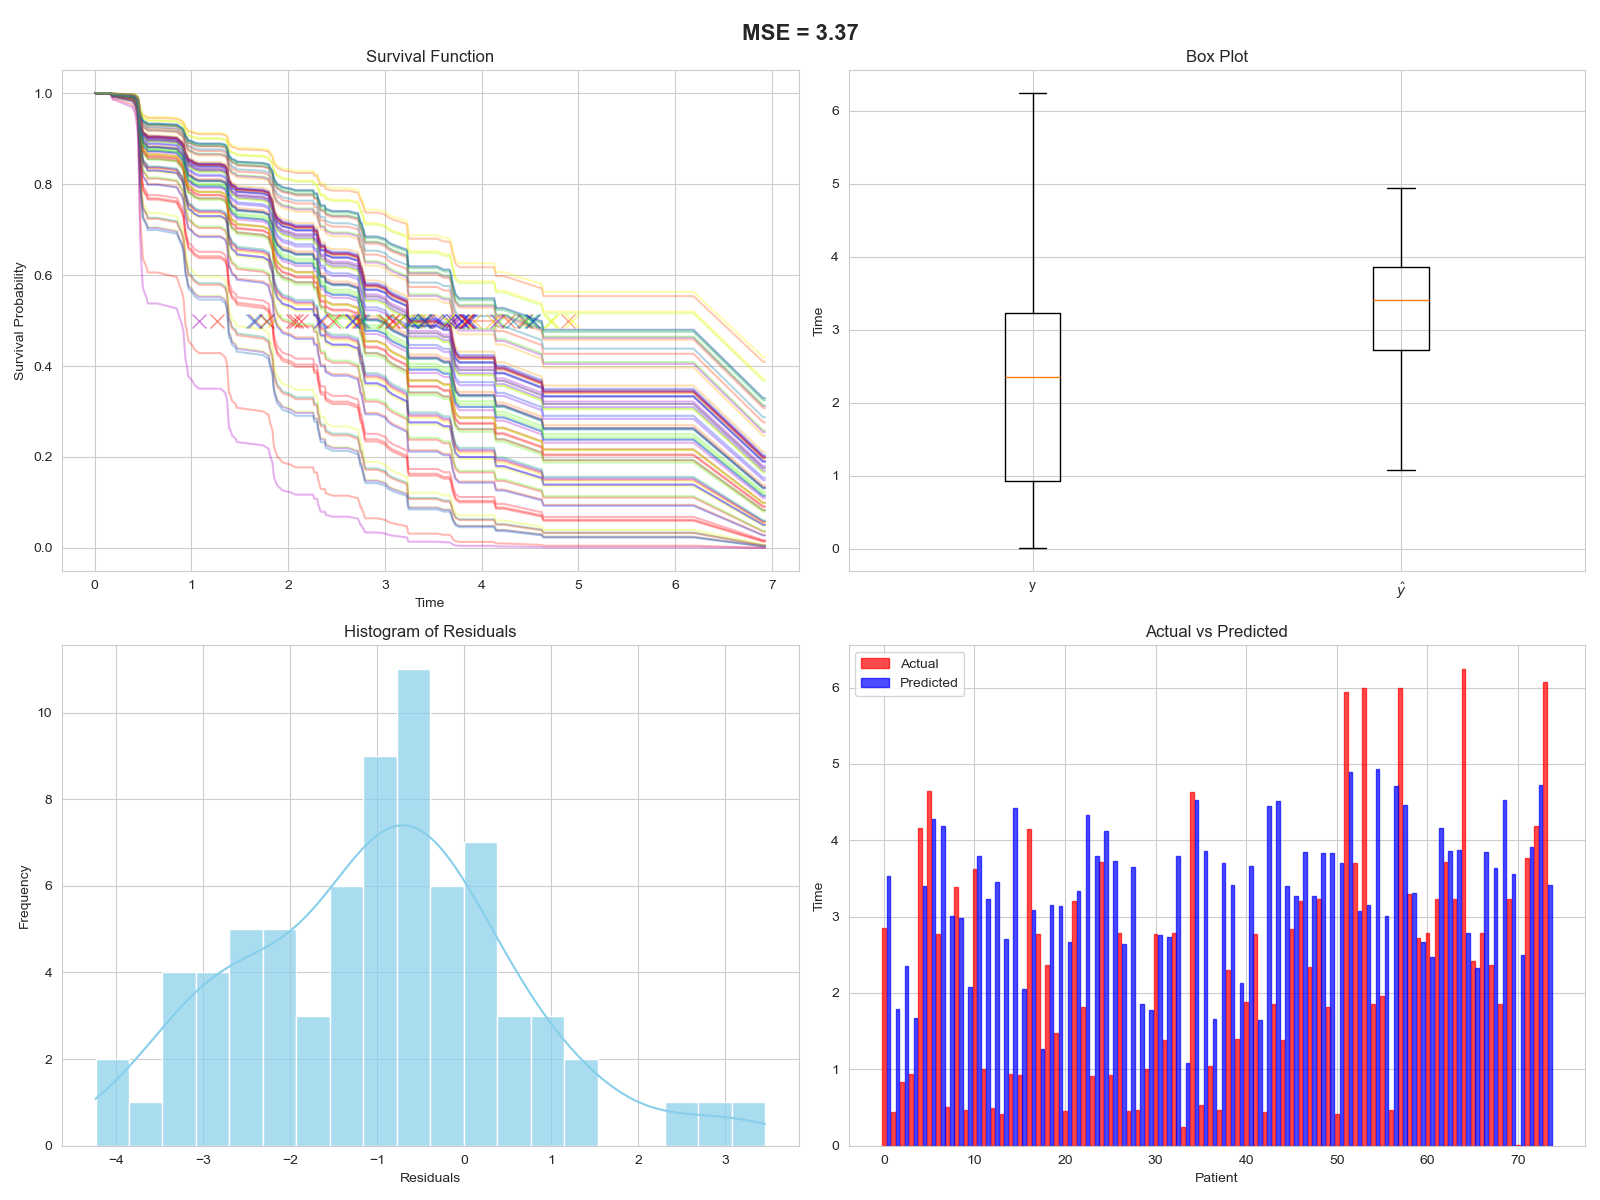 MSE = 3.37
Survival Function
Survival Probability
1.0
0.8
0.6
0.4
0.2
0.0
0 1 2 3 4 5 6 7
Time
Box Plot
Time
6
5
4
3
2
1
0
y ŷ
Histogram of Residuals
Frequency
10
8
6
4
2
0
−4 −3 −2 −1 0 1 2 3
Residuals
Actual vs Predicted
Actual
Predicted
Time
6
5
4
3
2
1
0
0 10 20 30 40 50 60 70
Patient